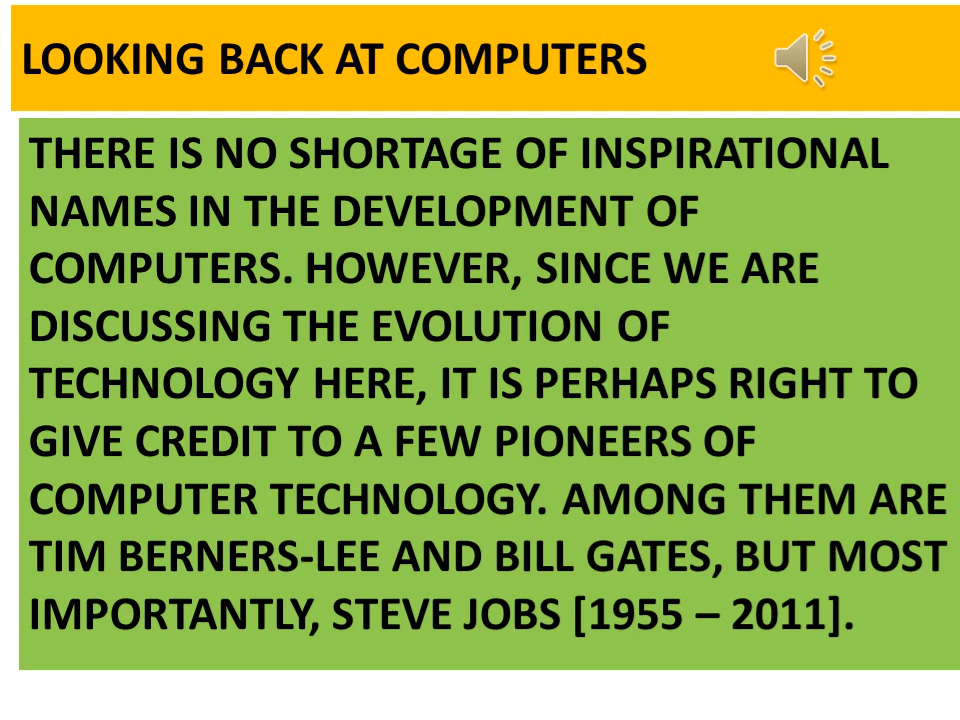 LOOKING BACK AT COMPUTERS
THERE IS NO SHORTAGE OF INSPIRATIONAL
NAMES IN THE DEVELOPMENT OF
COMPUTERS. HOWEVER, SINCE WE ARE
DISCUSSING THE EVOLUTION OF
TECHNOLOGY HERE, IT IS PERHAPS RIGHT TO
GIVE CREDIT TO A FEW PIONEERS OF
COMPUTER TECHNOLOGY. AMONG THEM ARE
TIM BERNERS-LEE AND BILL GATES, BUT MOST
IMPORTANTLY, STEVE JOBS [1955 – 2011].